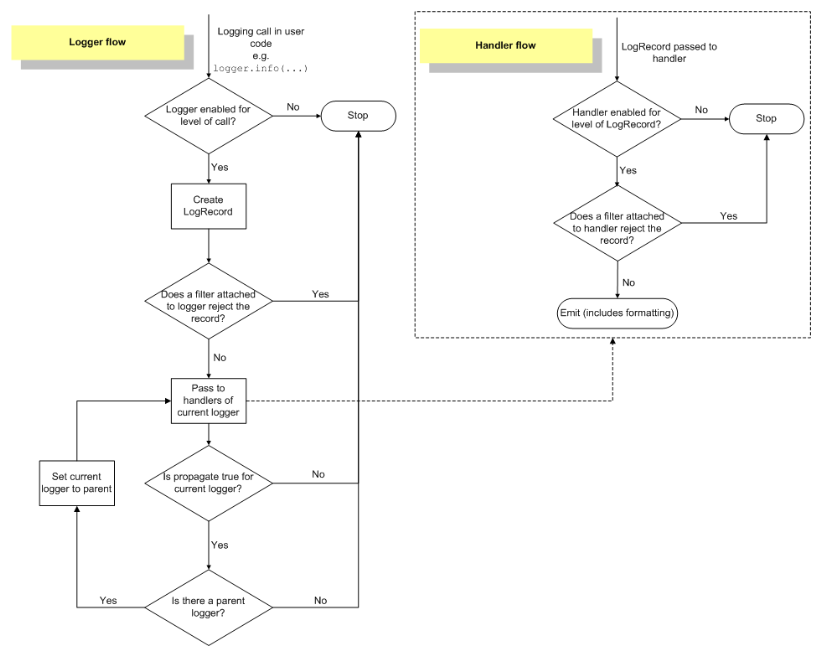 Logger flow
Logging call in user
code
e.g.
logger.info(...)
Logger enabled for
level of call?
No
Stop
Yes
Create
LogRecord
Does a filter attached
to logger reject the
record?
Yes
No
Pass to
handlers of
current logger
Is propagate true for
current logger?
No
Set current
logger to parent
Yes
Is there a parent
logger?
Yes
No
Handler flow
LogRecord passed to
handler
Handler enabled for
level of LogRecord?
No
Stop
Yes
Does a filter attached
to handler reject the
record?
Yes
No
Emit (includes formatting)